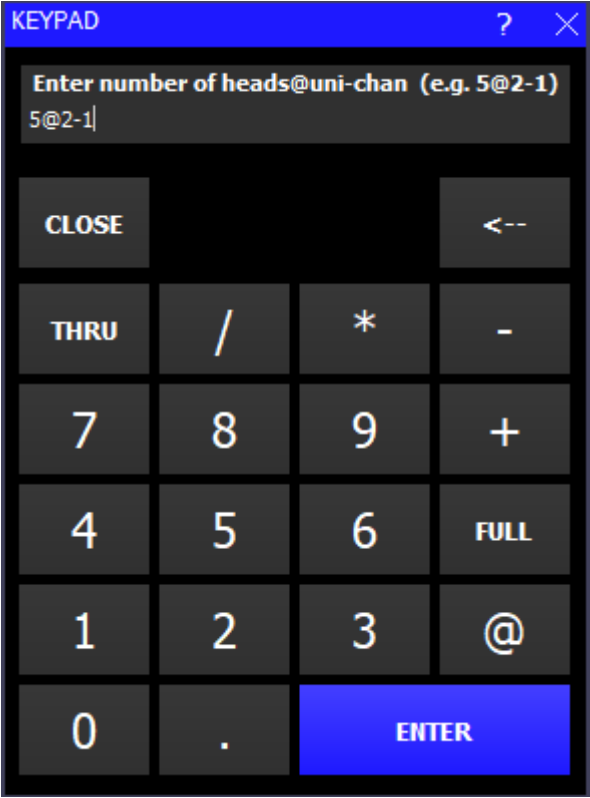 KEYPAD ?
Enter number of heads@uni-chan (e.g. 5@2-1)
5@2-1
CLOSE <--
THRU / * -
7 8 9 +
4 5 6 FULL
1 2 3 @
0 . ENTER